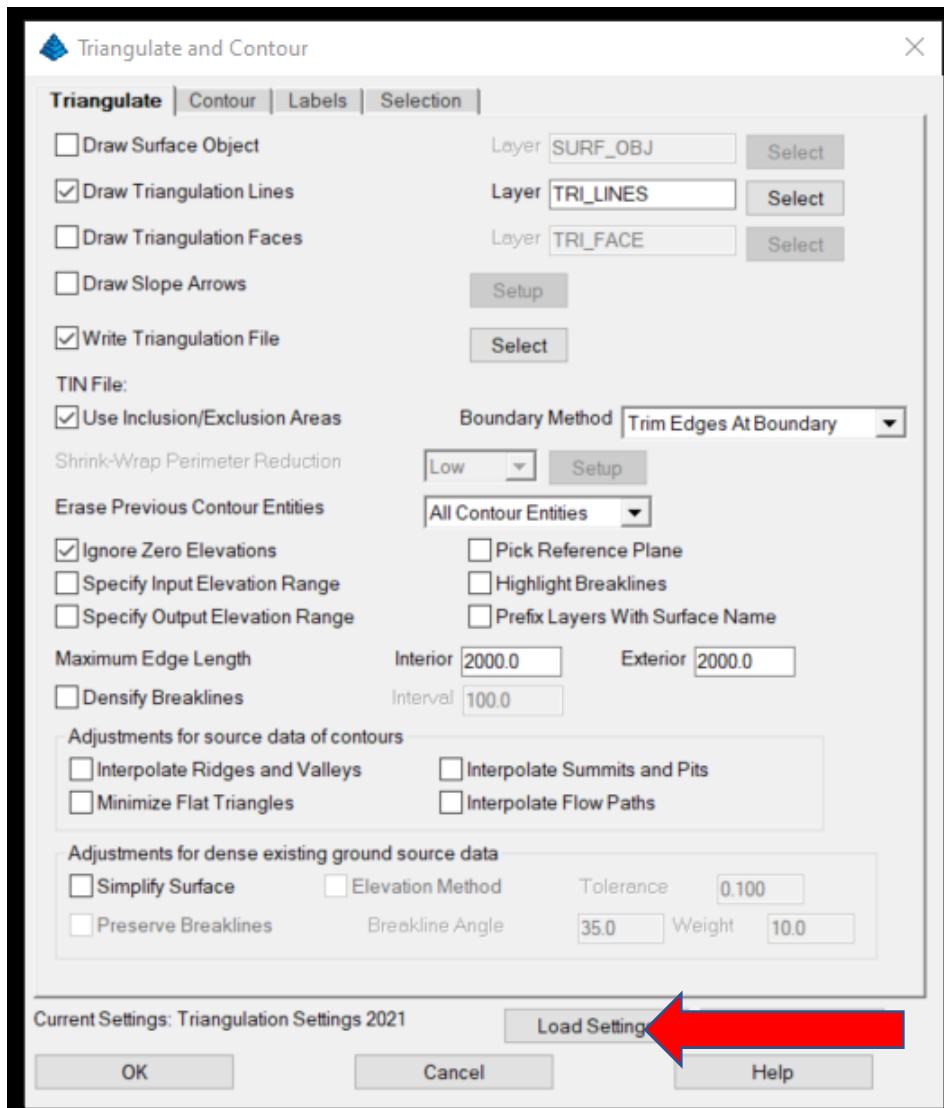 Triangulate and Contour
Triangulate Contour Labels Selection
Draw Surface Object Layer SURF_OBJ Select
Draw Triangulation Lines Layer TRI_LINES Select
Draw Triangulation Faces Layer TRI_FACE Select
Draw Slope Arrows Setup
Write Triangulation File Select
TIN File:
Use Inclusion/Exclusion Areas Boundary Method Trim Edges At Boundary
Shrink-Wrap Perimeter Reduction Low Setup
Erase Previous Contour Entities All Contour Entities
Ignore Zero Elevations Pick Reference Plane
Specify Input Elevation Range Highlight Breaklines
Specify Output Elevation Range Prefix Layers With Surface Name
Maximum Edge Length Interior 2000.0 Exterior 2000.0
Densify Breaklines Interval 100.0
Adjustments for source data of contours
Interpolate Ridges and Valleys Interpolate Summits and Pits
Minimize Flat Triangles Interpolate Flow Paths
Adjustments for dense existing ground source data
Simplify Surface Elevation Method Tolerance 0.100
Preserve Breaklines Breakline Angle 35.0 Weight 10.0
Current Settings: Triangulation Settings 2021 Load Setting
OK Cancel Help